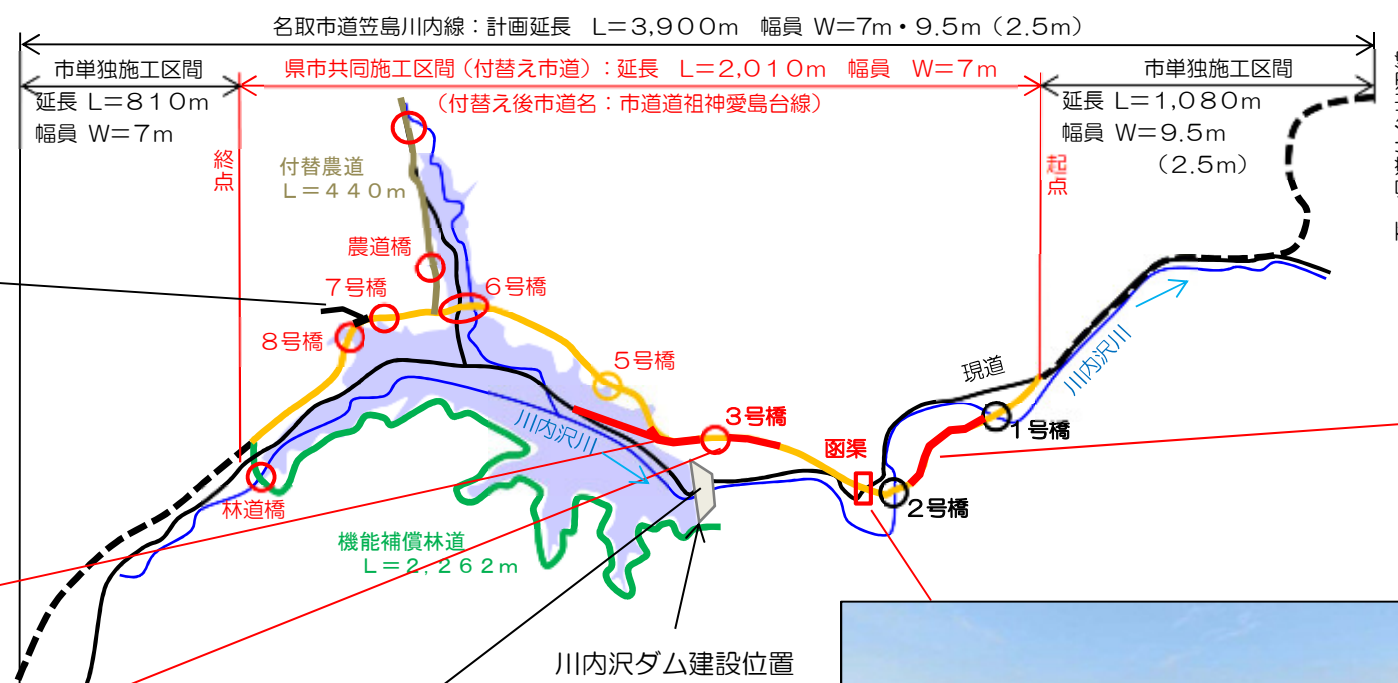 名取市道笠島川内線：計画延長　L＝3,900m　幅員 W＝7m・9.5m（2.5m）
市単独施工区間
延長 L＝810m
幅員 W＝7m
県市共同施工区間（付替え市道）：延長　L＝2,010m　幅員　W＝7m
（付替え後市道名：市道道祖神愛島台線）
市単独施工区間
延長 L＝1,080m
幅員 W＝9.5m
（2.5m）
終点
起点
付替農道
L＝440m
農道橋
7号橋
6号橋
8号橋
5号橋
3号橋
現道
川内沢川
1号橋
函渠
2号橋
川内沢川
林道橋
機能補償林道
L＝2,262m
川内沢ダム建設位置